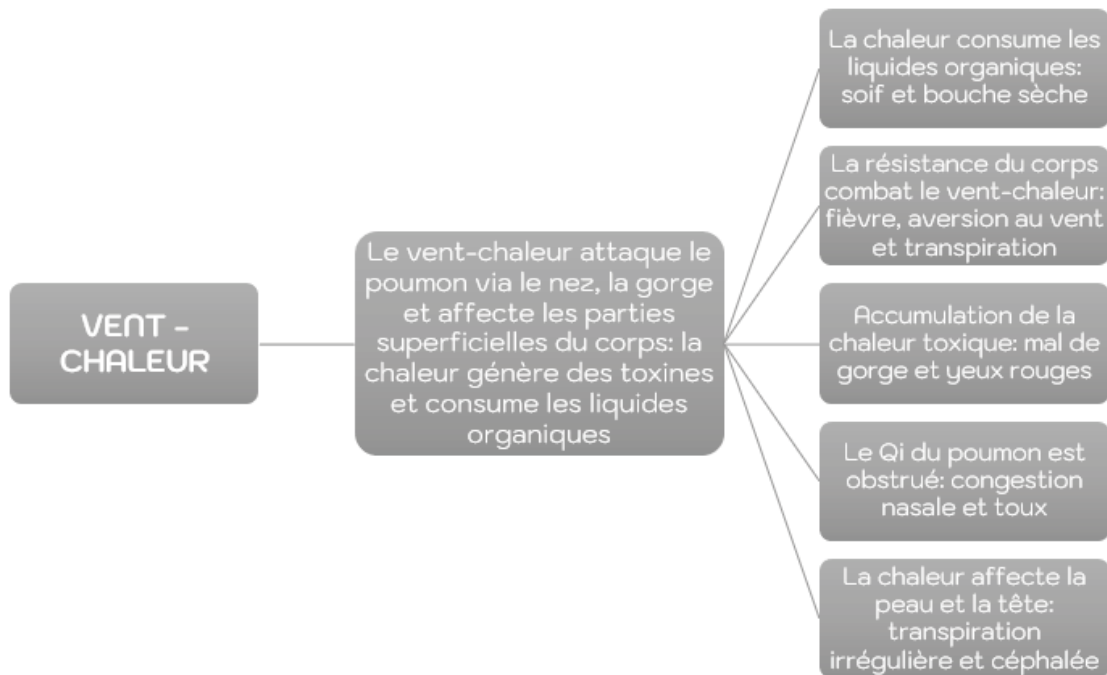 VENT -
CHALEUR
Le vent-chaleur attaque le
poumon via le nez, la gorge
et affecte les parties
superficielles du corps: la
chaleur génère des toxines
et consume les liquides
organiques
La chaleur consume les
liquides organiques:
soif et bouche sèche
La résistance du corps
combat le vent-chaleur:
fièvre, aversion au vent
et transpiration
Accumulation de la
chaleur toxique: mal de
gorge et yeux rouges
Le Qi du poumon est
obstrué: congestion
nasale et toux
La chaleur affecte la
peau et la tête:
transpiration
irrégulière et céphalée